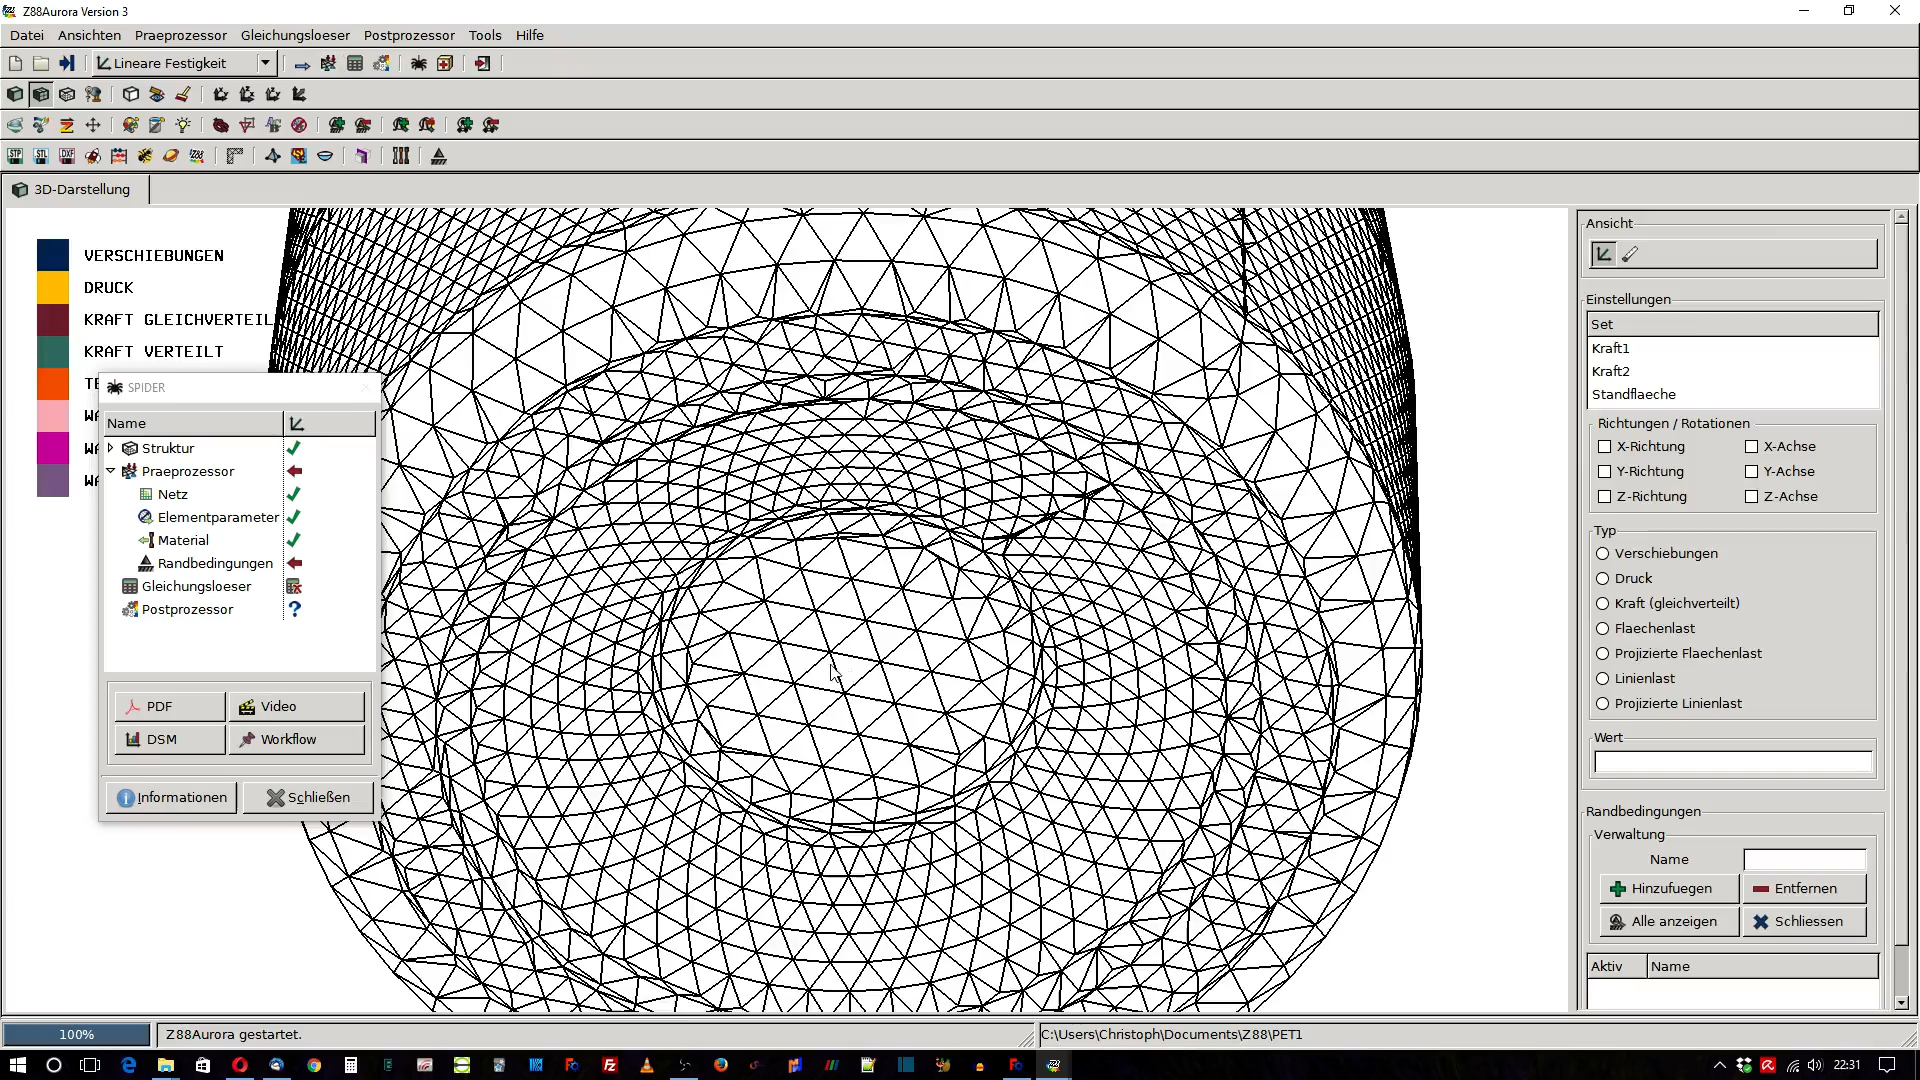 Z88Aurora Version 3
Datei Ansichten Praeprozessor Gleichungsloeser Postprozessor Tools Hilfe
Lineare Festigkeit
STP STL DXF
3D-Darstellung
VERSCHIEBUNGEN
DRUCK
KRAFT GLEICHVERTEIL
KRAFT VERTEILT
TE
SPIDER
Name
Struktur
Praeprozessor
Netz
Elementparameter
Material
Randbedingungen
Gleichungsloeser
Postprozessor
PDF Video
DSM Workflow
Informationen Schließen
Ansicht
Einstellungen
Set
Kraft1
Kraft2
Standflaeche
Richtungen / Rotationen
X-Richtung X-Achse
Y-Richtung Y-Achse
Z-Richtung Z-Achse
Typ
Verschiebungen
Druck
Kraft (gleichverteilt)
Flaechenlast
Projizierte Flaechenlast
Linienlast
Projizierte Linienlast
Wert
Randbedingungen
Verwaltung
Name
Hinzufuegen Entfernen
Alle anzeigen Schliessen
Aktiv Name
100% Z88Aurora gestartet. C:\Users\Christoph\Documents\Z88\PET1
22:31